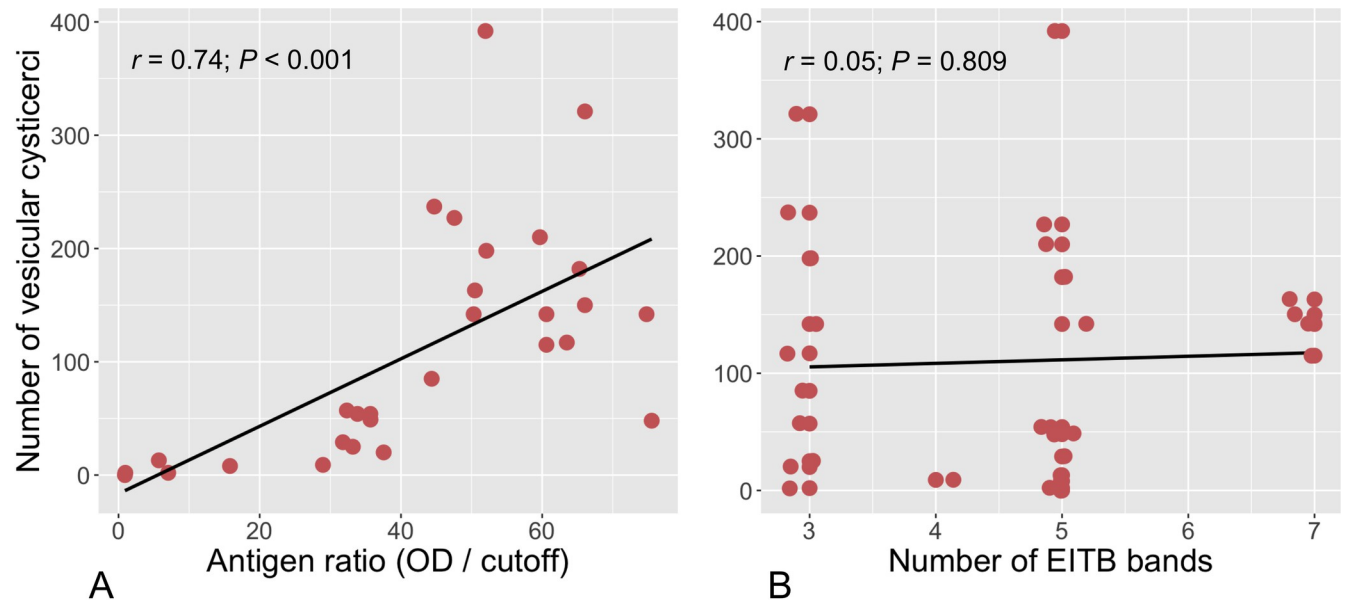 Number of vesicular cysticerci
400
300
200
100
0
r = 0.74; P < 0.001
0 20 40 60
Antigen ratio (OD / cutoff)
A
400
300
200
100
0
r = 0.05; P = 0.809
3 4 5 6 7
Number of EITB bands
B